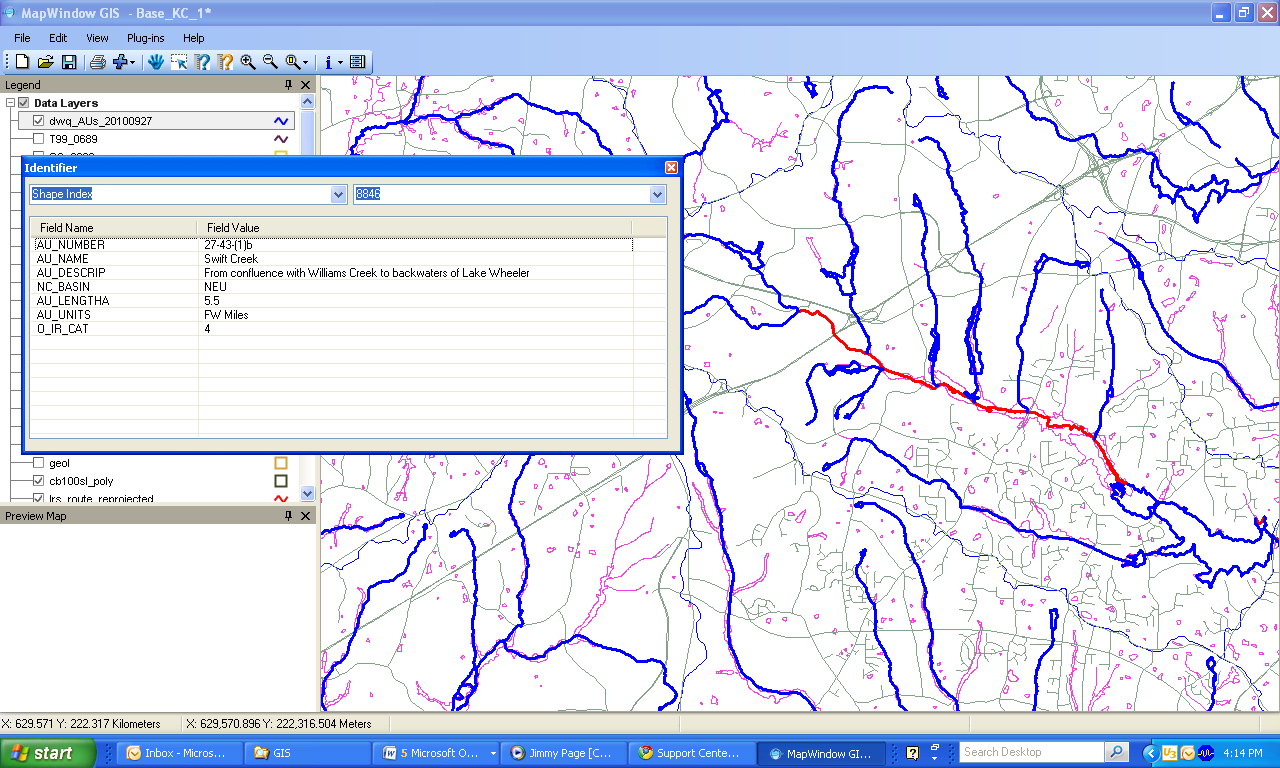 MapWindow GIS - Base_KC_1*
File Edit View Plug-ins Help
Legend
Data Layers
dwq_AUs_20100927
T99_0689
Identifier
Shape Index 8846
Field Name Field Value
AU_NUMBER 27-43-(1)b
AU_NAME Swift Creek
AU_DESCRIP From confluence with Williams Creek to backwaters of Lake Wheeler
NC_BASIN NEU
AU_LENGTHA 5.5
AU_UNITS FW Miles
O_IR_CAT 4
geol
cb100sl_poly
lrs_route_reprojected
Preview Map
X: 629.571 Y: 222.317 Kilometers X: 629,570.896 Y: 222,316.504 Meters
start Inbox - Micros... GIS 5 Microsoft O... Jimmy Page [C... Support Cente... MapWindow GI... Search Desktop U3 4:14 PM